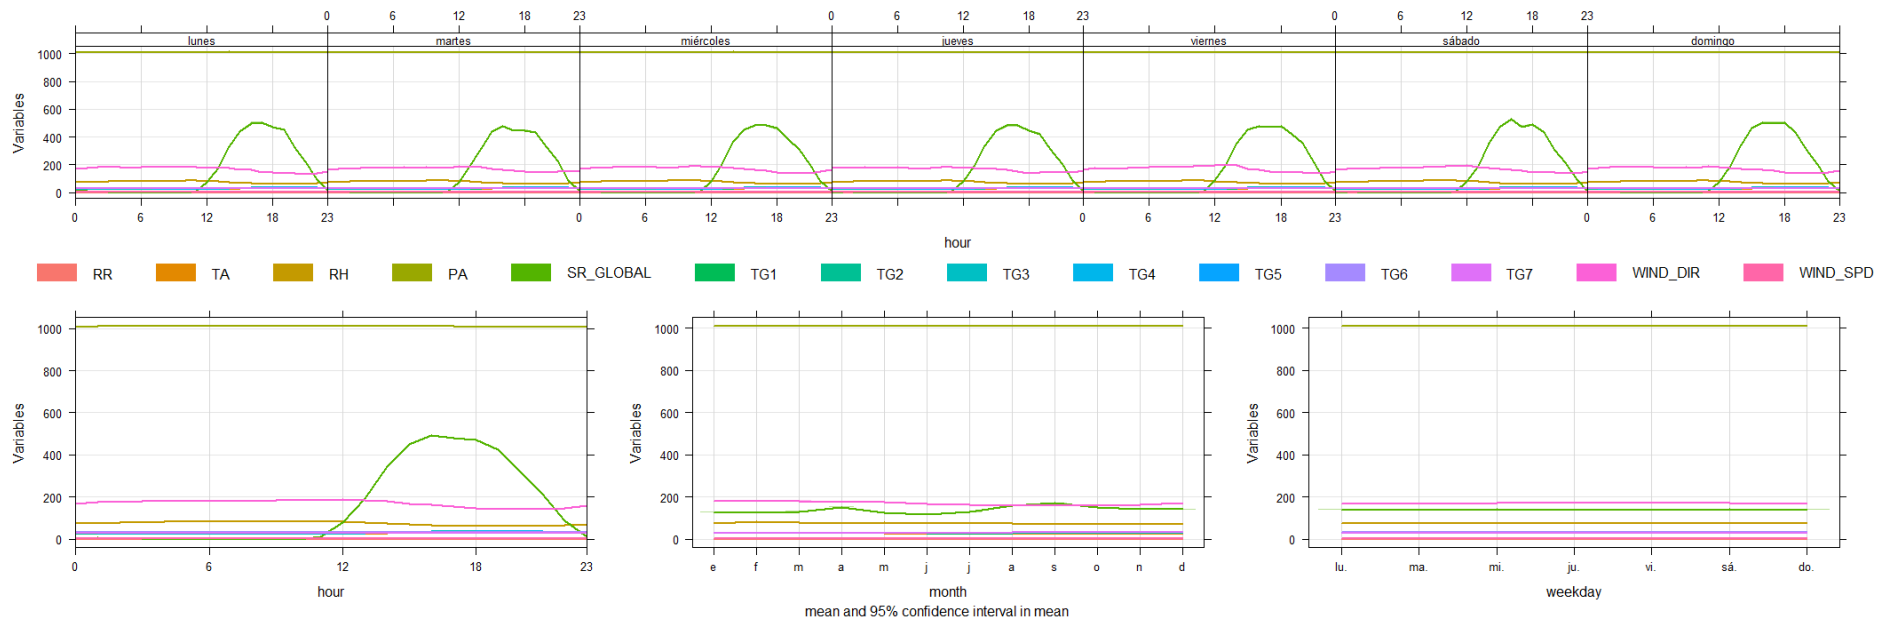 0 6 12 18 23 0 6 12 18 23 0 6 12 18 23
lunes martes miércoles jueves viernes sábado domingo
1000
800
600
400
200
0
Variables
0 6 12 18 23 0 6 12 18 23 0 6 12 18 23 0 6 12 18 23
hour
RR TA RH PA SR_GLOBAL TG1 TG2 TG3 TG4 TG5 TG6 TG7 WIND_DIR WIND_SPD
1000
800
600
400
200
0
Variables
0 6 12 18 23
hour
1000
800
600
400
200
0
Variables
e f m a m j j a s o n d
month
1000
800
600
400
200
0
Variables
lu. ma. mi. ju. vi. sá. do.
weekday
mean and 95% confidence interval in mean